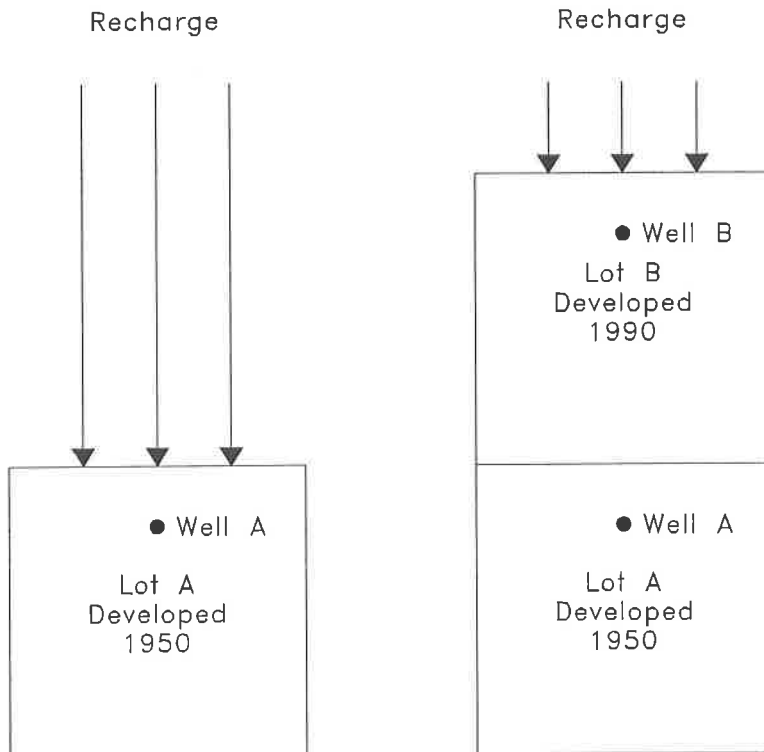 Recharge
Well A
Lot A
Developed
1950
Recharge
Well B
Lot B
Developed
1990
Well A
Lot A
Developed
1950